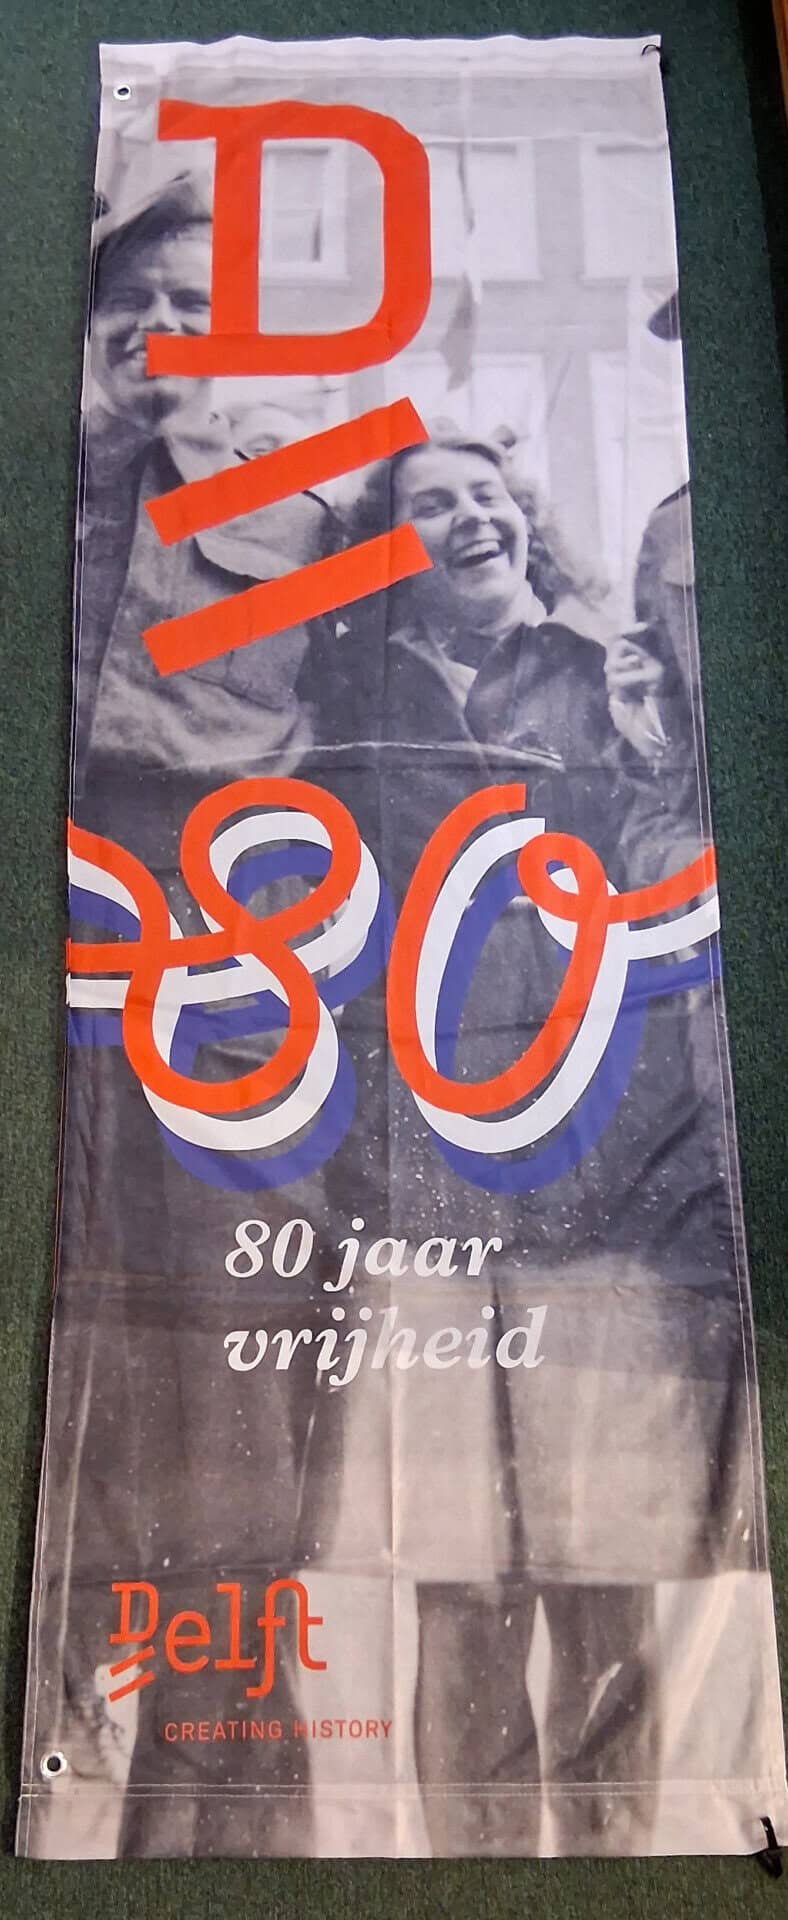 D
80
80 jaar
vrijheid
Delft
CREATING HISTORY